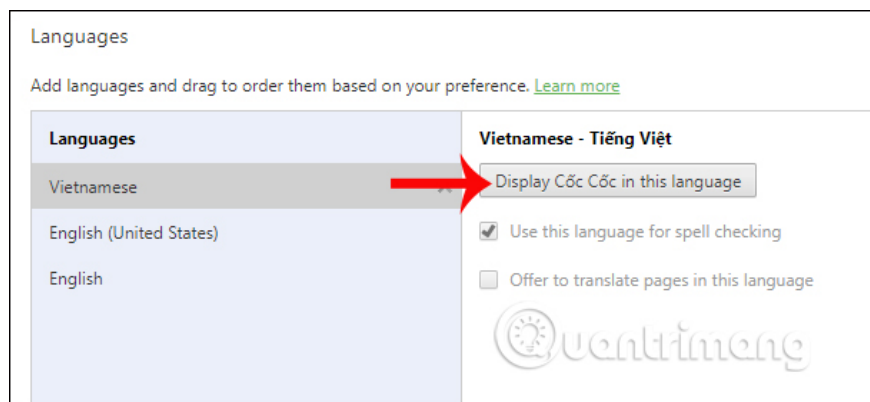 Languages
Add languages and drag to order them based on your preference. Learn more
Languages
Vietnamese
English (United States)
English
Vietnamese - Tiếng Việt
Display Cốc Cốc in this language
Use this language for spell checking
Offer to translate pages in this language
Quantrimang